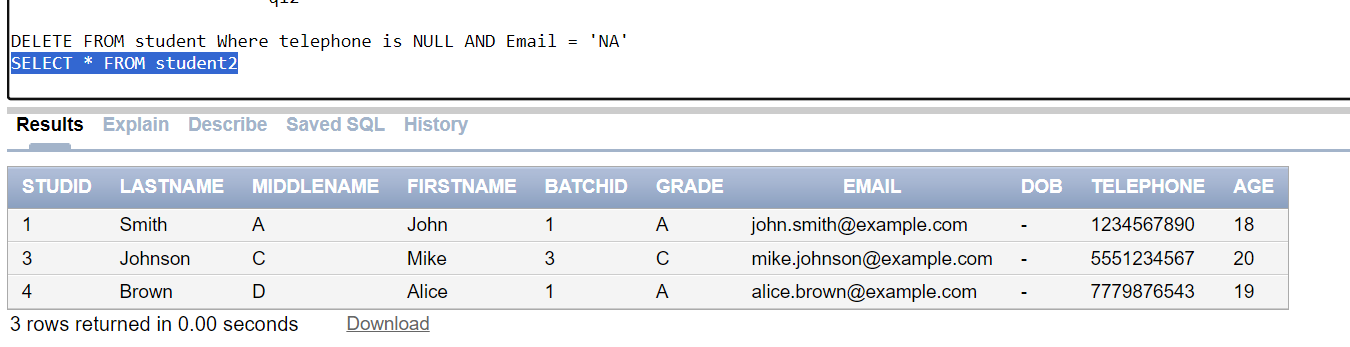 DELETE FROM student Where telephone is NULL AND Email = 'NA'
SELECT * FROM student2
Results Explain Describe Saved SQL History
STUDID LASTNAME MIDDLENAME FIRSTNAME BATCHID GRADE EMAIL DOB TELEPHONE AGE
1 Smith A John 1 A john.smith@example.com - 1234567890 18
3 Johnson C Mike 3 C mike.johnson@example.com - 5551234567 20
4 Brown D Alice 1 A alice.brown@example.com - 7779876543 19
3 rows returned in 0.00 seconds Download